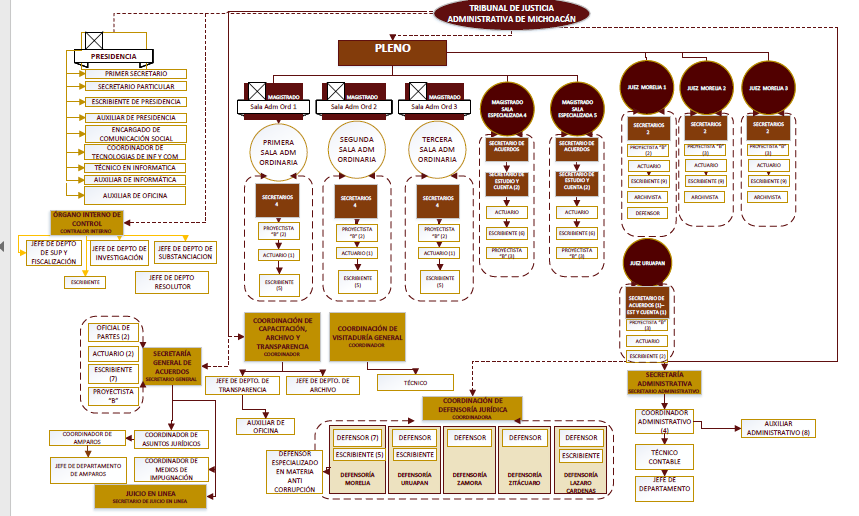 TRIBUNAL DE JUSTICIA
ADMINISTRATIVA DE MICHOACÁN
PLENO
PRESIDENCIA
PRIMER SECRETARIO
SECRETARIO PARTICULAR
ESCRIBIENTE DE PRESIDENCIA
AUXILIAR DE PRESIDENCIA
ENCARGADO DE
COMUNICACIÓN SOCIAL
COORDINADOR DE
TECNOLOGIAS DE INF Y COM
TÉCNICO EN INFORMATICA
AUXILIAR DE INFORMÁTICA
AUXILIAR DE OFICINA
ÓRGANO INTERNO DE
CONTROL
CONTRALOR INTERNO
JEFE DE DEPTO
DE SUP Y
FISCALIZACIÓN
JEFE DE DEPTO DE
INVESTIGACIÓN
JEFE DE DEPTO DE
SUBSTANCIACION
ESCRIBIENTE
JEFE DE DEPTO
RESOLUTOR
MAGISTRADO
Sala Adm Ord 1
PRIMERA
SALA ADM
ORDINARIA
SECRETARIOS
4
PROYECTISTA
"B" (2)
ACTUARIO (1)
ESCRIBIENTE
(5)
MAGISTRADO
Sala Adm Ord 2
SEGUNDA
SALA ADM
ORDINARIA
SECRETARIOS
4
PROYECTISTA
"B" (2)
ACTUARIO (1)
ESCRIBIENTE
(5)
MAGISTRADO
Sala Adm Ord 3
TERCERA
SALA ADM
ORDINARIA
SECRETARIOS
4
PROYECTISTA
"B" (2)
ACTUARIO (1)
ESCRIBIENTE
(5)
MAGISTRADO
SALA
ESPECIALIZADA 4
SECRETARIO DE
ACUERDOS
SECRETARIO DE
ESTUDIO Y
CUENTA (2)
ACTUARIO
ESCRIBIENTE (6)
PROYECTISTA
"B" (3)
MAGISTRADO
SALA
ESPECIALIZADA 5
SECRETARIO DE
ACUERDOS
SECRETARIO DE
ESTUDIO Y
CUENTA (2)
ACTUARIO
ESCRIBIENTE (6)
PROYECTISTA
"B" (3)
JUEZ MORELIA 1
SECRETARIOS
2
PROYECTISTA "B"
(2)
ACTUARIO
ESCRIBIENTE (9)
ARCHIVISTA
DEFENSOR
JUEZ MORELIA 2
SECRETARIOS
2
PROYECTISTA "B"
(3)
ACTUARIO
ESCRIBIENTE (9)
ARCHIVISTA
JUEZ MORELIA 3
SECRETARIOS
2
PROYECTISTA "B"
(3)
ACTUARIO
ESCRIBIENTE (9)
ARCHIVISTA
JUEZ URUAPAN
SECRETARIO DE
ACUERDOS (1)–
EST Y CUENTA (1)
PROYECTISTA "B"
(3)
ACTUARIO
ESCRIBIENTE (2)
OFICIAL DE
PARTES (2)
ACTUARIO (2)
ESCRIBIENTE
(7)
PROYECTISTA
"B"
SECRETARÍA
GENERAL DE
ACUERDOS
SECRETARIO GENERAL
COORDINADOR DE
AMPAROS
COORDINADOR DE
ASUNTOS JURÍDICOS
JEFE DE DEPARTAMENTO
DE AMPAROS
COORDINADOR DE
MEDIOS DE
IMPUGNACIÓN
JUICIO EN LINEA
SECRETARIO DE JUICIO EN LINEA
COORDINACIÓN DE
CAPACITACIÓN,
ARCHIVO Y
TRANSPARENCIA
COORDINADOR
COORDINACIÓN DE
VISITADURÍA GENERAL
COORDINADOR
JEFE DE DEPTO. DE
TRANSPARENCIA
JEFE DE DEPTO. DE
ARCHIVO
TÉCNICO
AUXILIAR DE
OFICINA
COORDINACIÓN DE
DEFENSORÍA JURÍDICA
COORDINADORA
DEFENSOR
ESPECIALIZADO
EN MATERIA
ANTI
CORRUPCIÓN
DEFENSOR (7)
ESCRIBIENTE (5)
DEFENSORÍA
MORELIA
DEFENSOR
ESCRIBIENTE
DEFENSORÍA
URUAPAN
DEFENSOR
DEFENSORÍA
ZAMORA
DEFENSOR
DEFENSORÍA
ZITÁCUARO
DEFENSOR
ESCRIBIENTE
DEFENSORÍA
LAZARO
CARDENAS
SECRETARÍA
ADMINISTRATIVA
SECRETARIO ADMINISTRATIVO
COORDINADOR
ADMINISTRATIVO
(4)
AUXILIAR
ADMINISTRATIVO (8)
TÉCNICO
CONTABLE
JEFE DE
DEPARTAMENTO